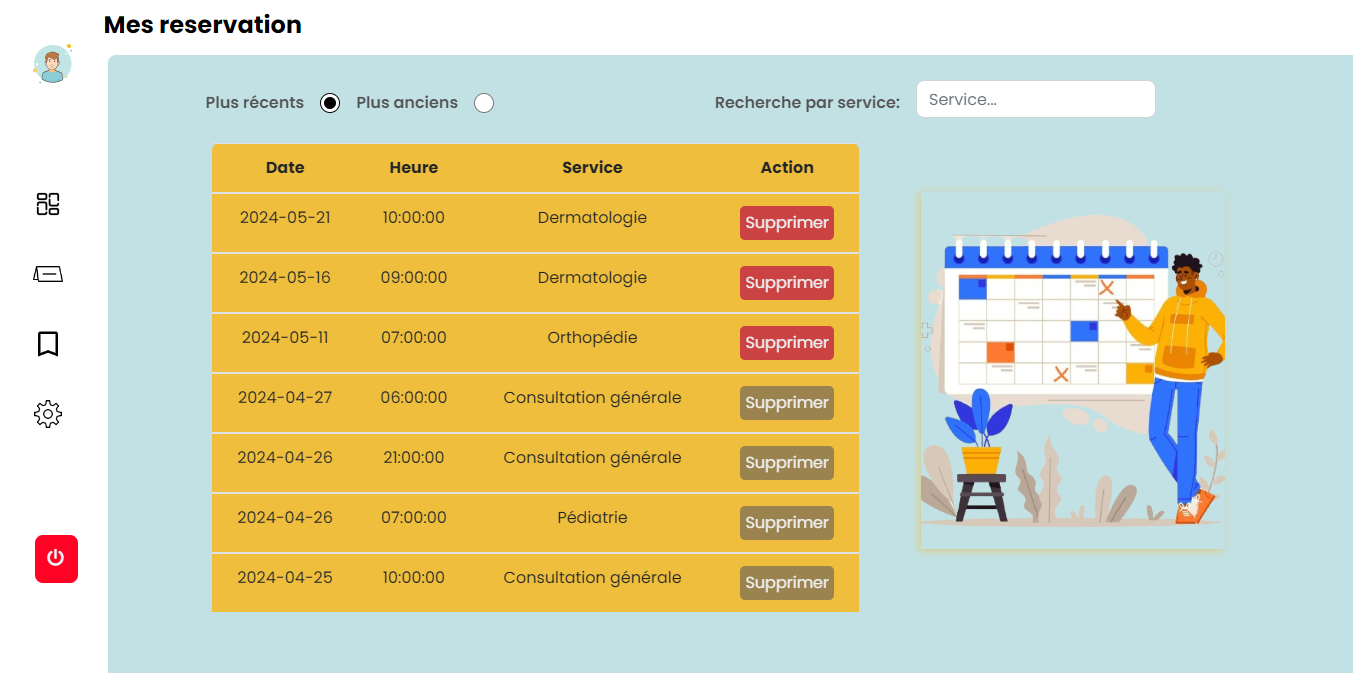 Mes reservation
Plus récents Plus anciens Recherche par service: Service...
Date Heure Service Action
2024-05-21 10:00:00 Dermatologie Supprimer
2024-05-16 09:00:00 Dermatologie Supprimer
2024-05-11 07:00:00 Orthopédie Supprimer
2024-04-27 06:00:00 Consultation générale Supprimer
2024-04-26 21:00:00 Consultation générale Supprimer
2024-04-26 07:00:00 Pédiatrie Supprimer
2024-04-25 10:00:00 Consultation générale Supprimer